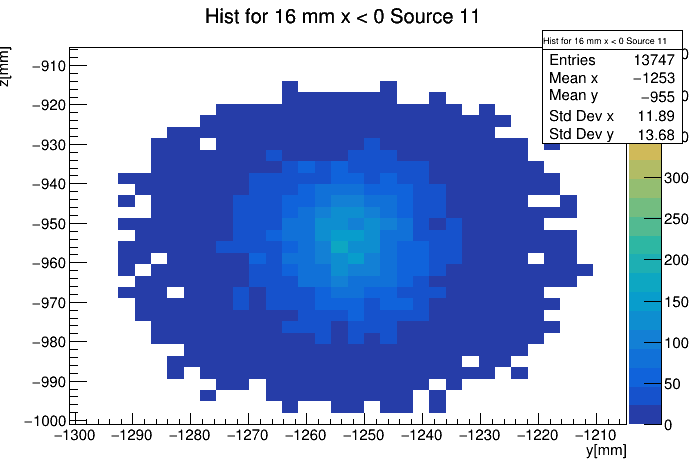 Hist for 16 mm x < 0 Source 11
z[mm]
Hist for 16 mm x < 0 Source 11
Entries 13747
Mean x −1253
Mean y −955
Std Dev x 11.89
Std Dev y 13.68
−910
−920
−930
−940
−950
−960
−970
−980
−990
−1000
300
250
200
150
100
50
0
−1300 −1290 −1280 −1270 −1260 −1250 −1240 −1230 −1220 −1210
y[mm]